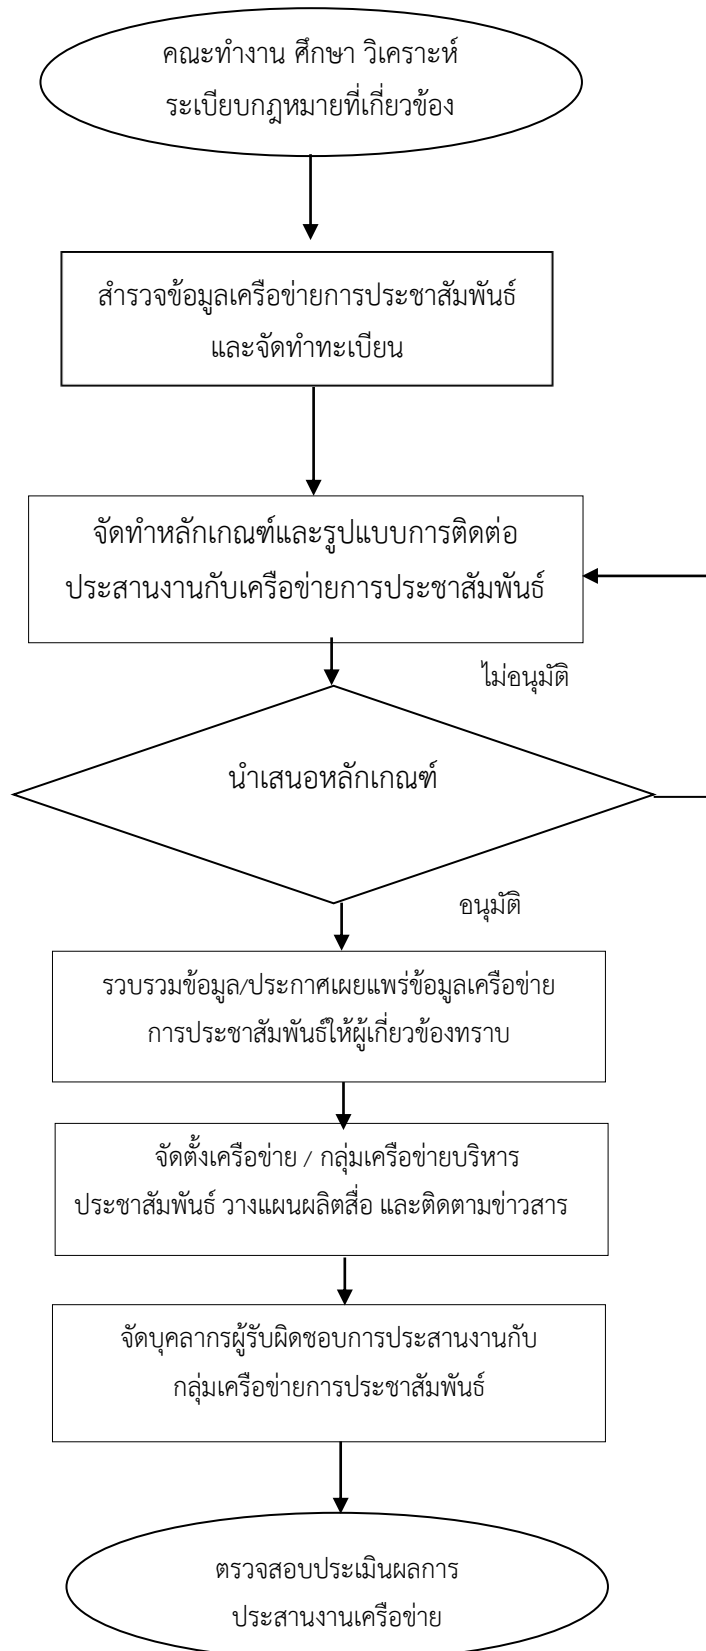 คณะทำงาน ศึกษา วิเคราะห์
ระเบียบกฎหมายที่เกี่ยวข้อง
สำรวจข้อมูลเครือข่ายการประชาสัมพันธ์
และจัดทำทะเบียน
จัดทำหลักเกณฑ์และรูปแบบการติดต่อ
ประสานงานกับเครือข่ายการประชาสัมพันธ์
ไม่อนุมัติ
นำเสนอหลักเกณฑ์
อนุมัติ
รวบรวมข้อมูล/ประกาศเผยแพร่ข้อมูลเครือข่าย
การประชาสัมพันธ์ให้ผู้เกี่ยวข้องทราบ
จัดตั้งเครือข่าย / กลุ่มเครือข่ายบริหาร
ประชาสัมพันธ์ วางแผนผลิตสื่อ และติดตามข่าวสาร
จัดบุคลากรผู้รับผิดชอบการประสานงานกับ
กลุ่มเครือข่ายการประชาสัมพันธ์
ตรวจสอบประเมินผลการ
ประสานงานเครือข่าย